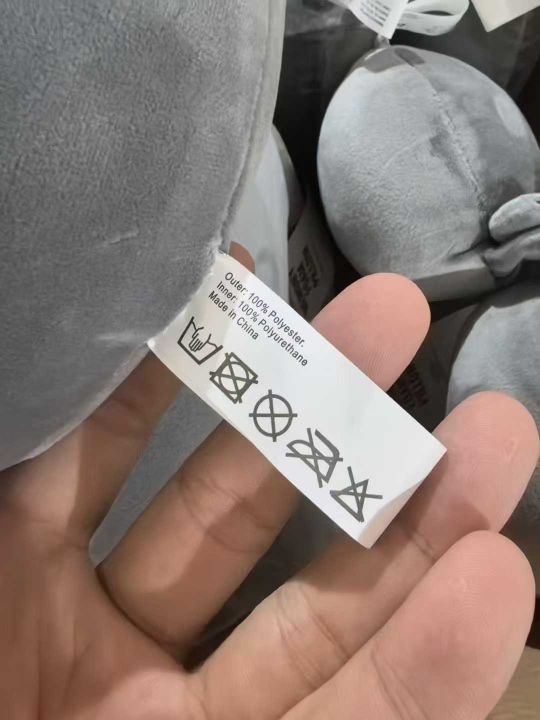 Outer: 100% Polyester.
Inner: 100% Polyurethane
Made in China